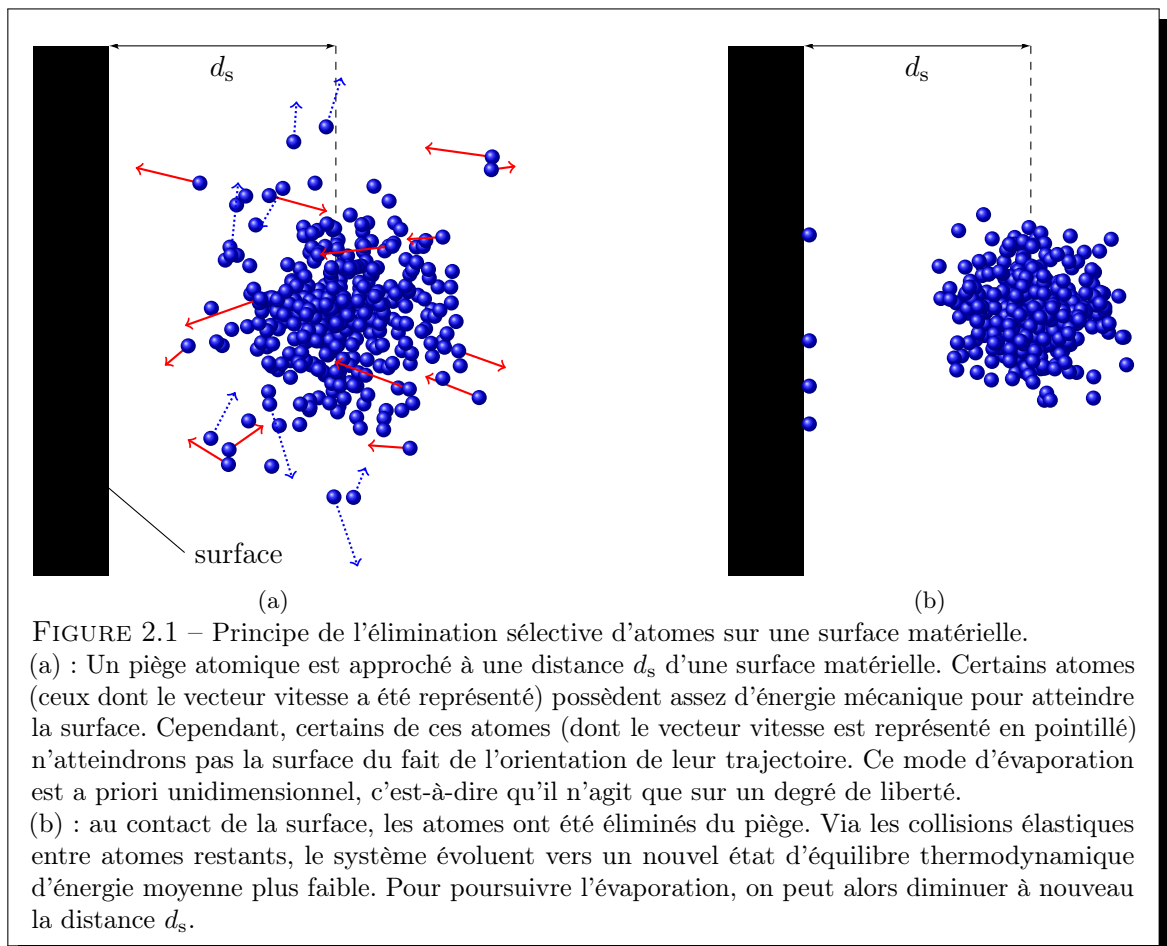 d_s
d_s
surface
(a)
(b)
FIGURE 2.1 – Principe de l'élimination sélective d'atomes sur une surface matérielle.
(a) : Un piège atomique est approché à une distance d_s d'une surface matérielle. Certains atomes
(ceux dont le vecteur vitesse a été représenté) possèdent assez d'énergie mécanique pour atteindre
la surface. Cependant, certains de ces atomes (dont le vecteur vitesse est représenté en pointillé)
n'atteindrons pas la surface du fait de l'orientation de leur trajectoire. Ce mode d'évaporation
est a priori unidimensionnel, c'est-à-dire qu'il n'agit que sur un degré de liberté.
(b) : au contact de la surface, les atomes ont été éliminés du piège. Via les collisions élastiques
entre atomes restants, le système évoluent vers un nouvel état d'équilibre thermodynamique
d'énergie moyenne plus faible. Pour poursuivre l'évaporation, on peut alors diminuer à nouveau
la distance d_s.